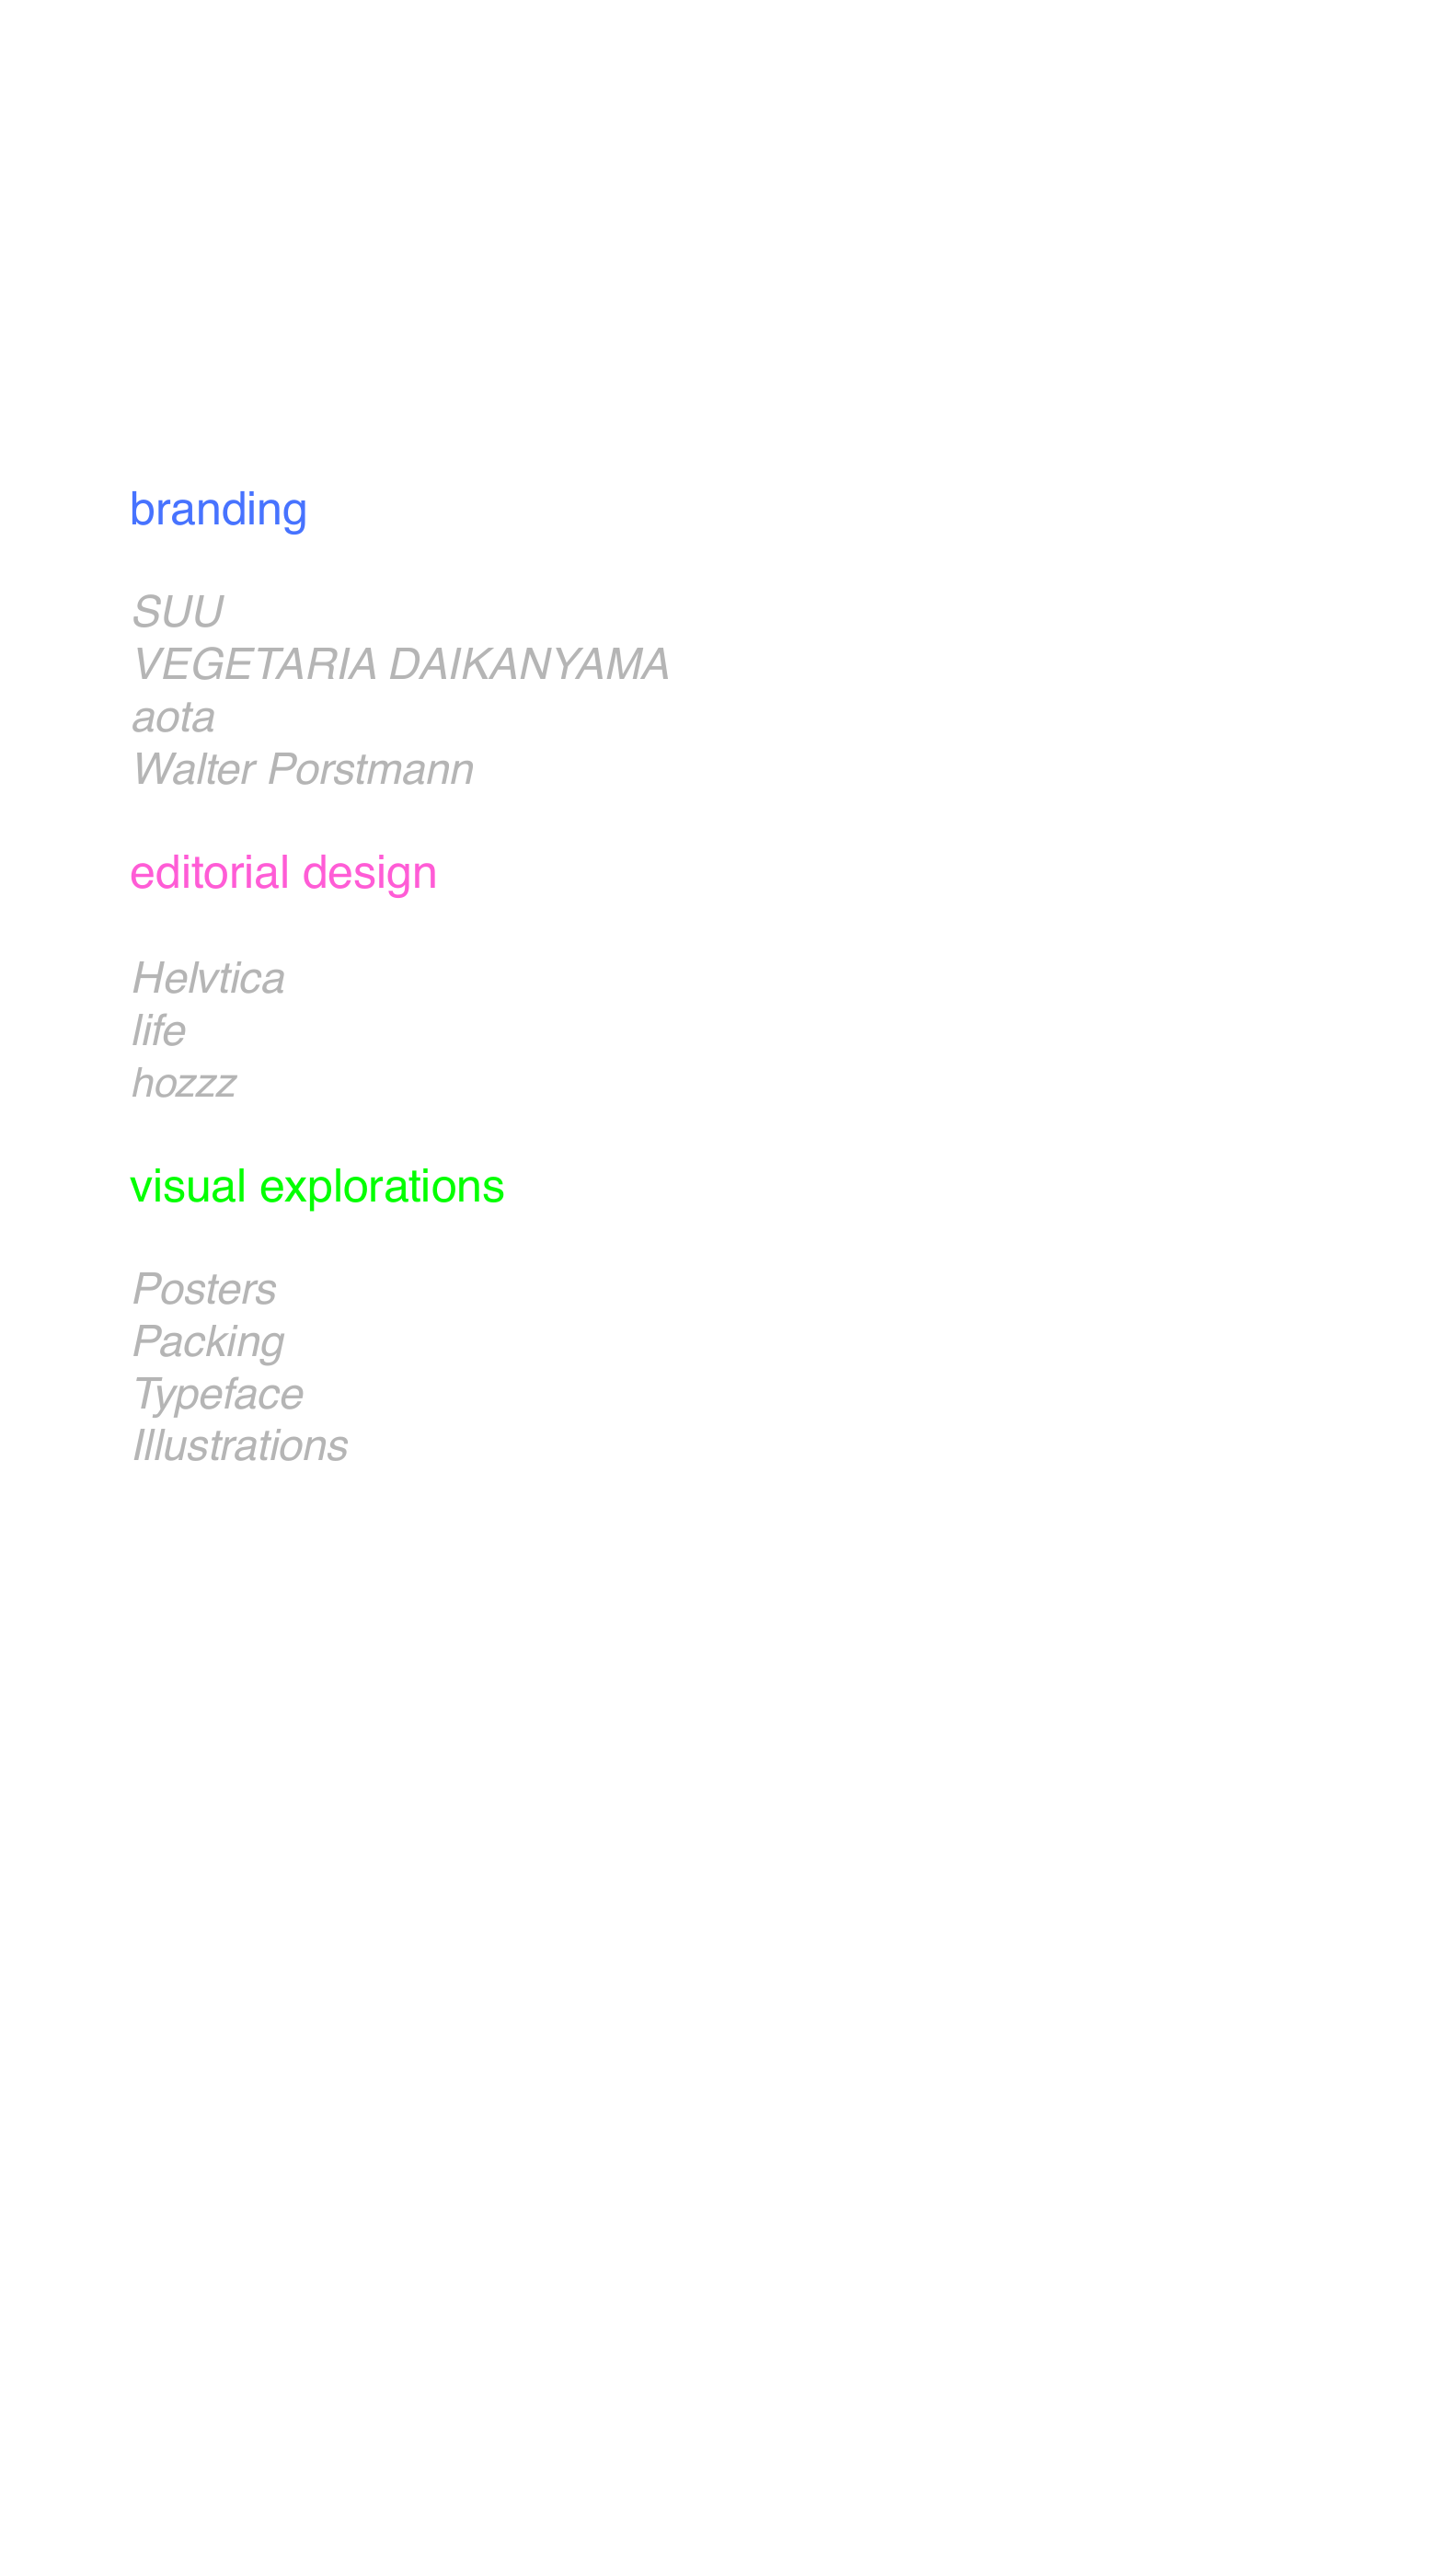 branding
SUU
VEGETARIA DAIKANYAMA
aota
Walter Porstmann
editorial design
Helvtica
life
hozzz
visual explorations
Posters
Packing
Typeface
Illustrations